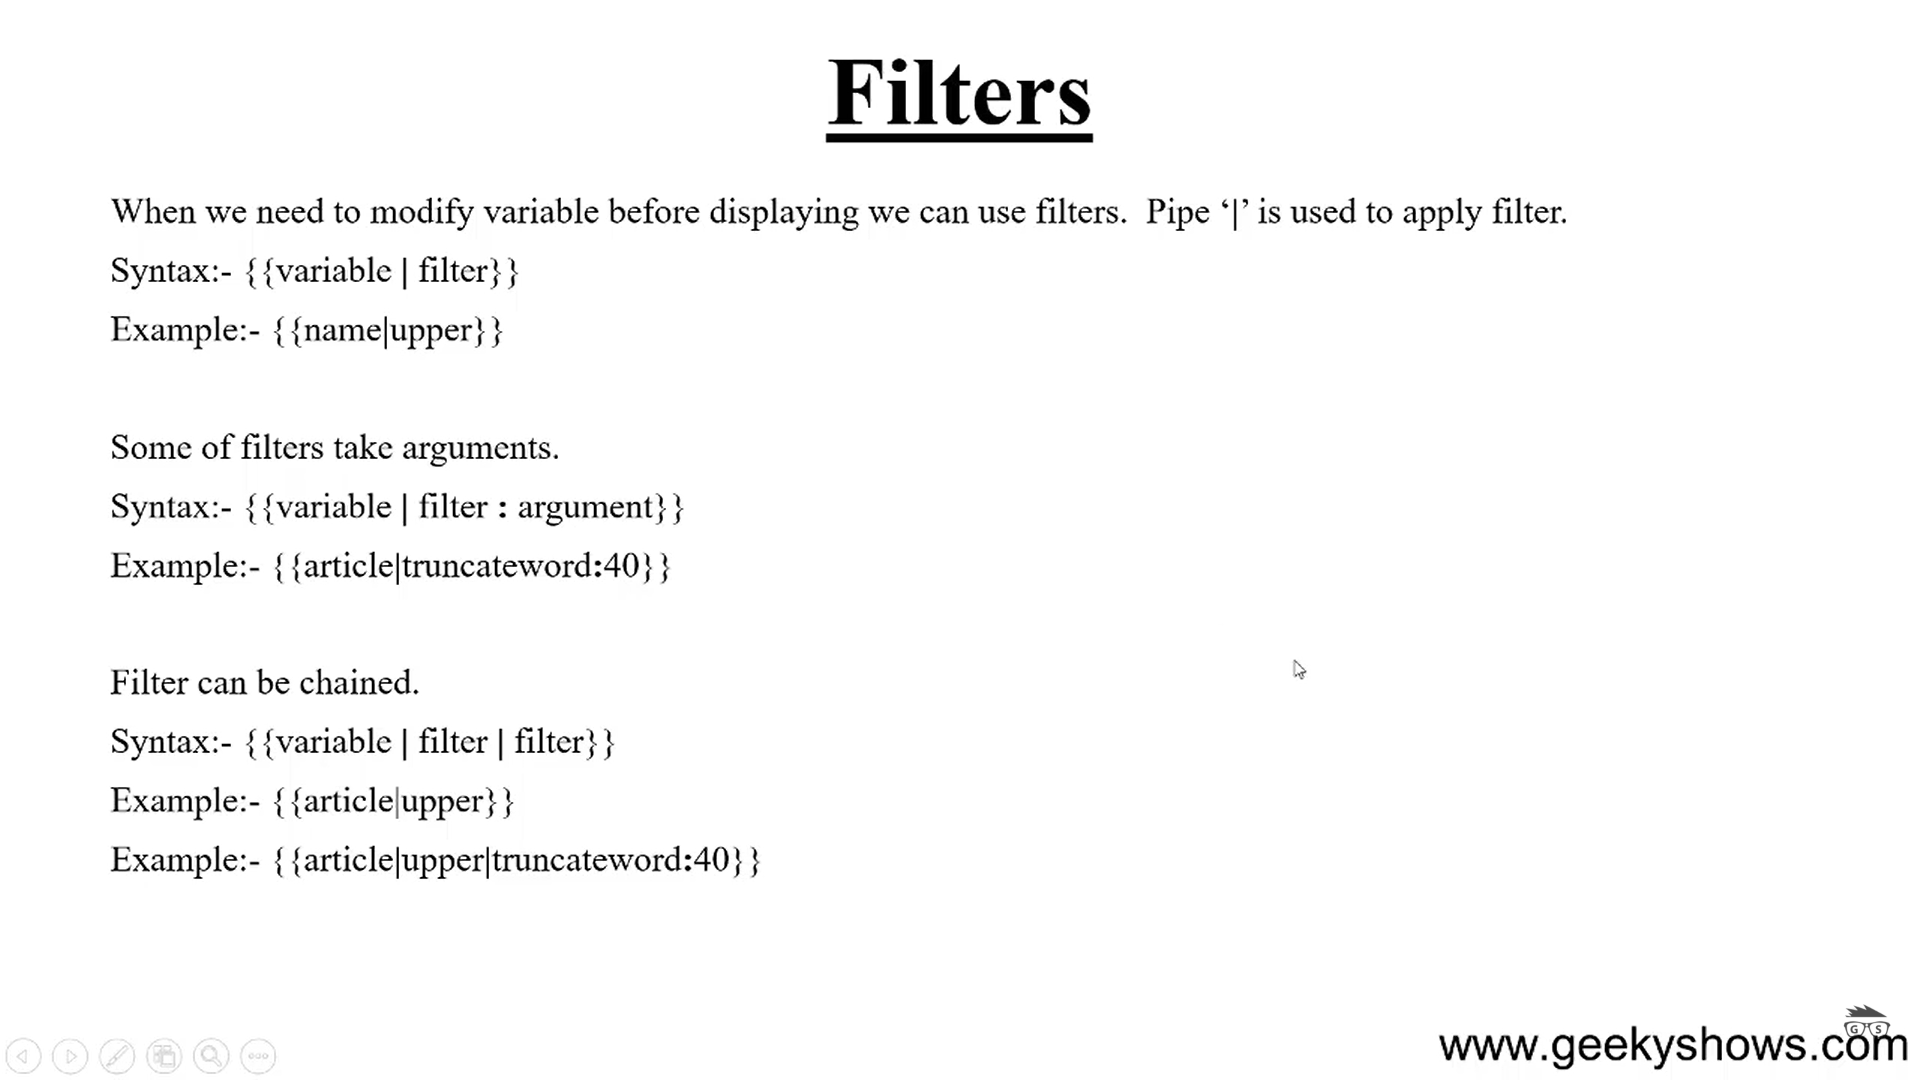 Filters
When we need to modify variable before displaying we can use filters.  Pipe ‘|’ is used to apply filter.
Syntax:- {{variable | filter}}
Example:- {{name|upper}}
Some of filters take arguments.
Syntax:- {{variable | filter : argument}}
Example:- {{article|truncateword:40}}
Filter can be chained.
Syntax:- {{variable | filter | filter}}
Example:- {{article|upper}}
Example:- {{article|upper|truncateword:40}}
G S
www.geekyshows.com